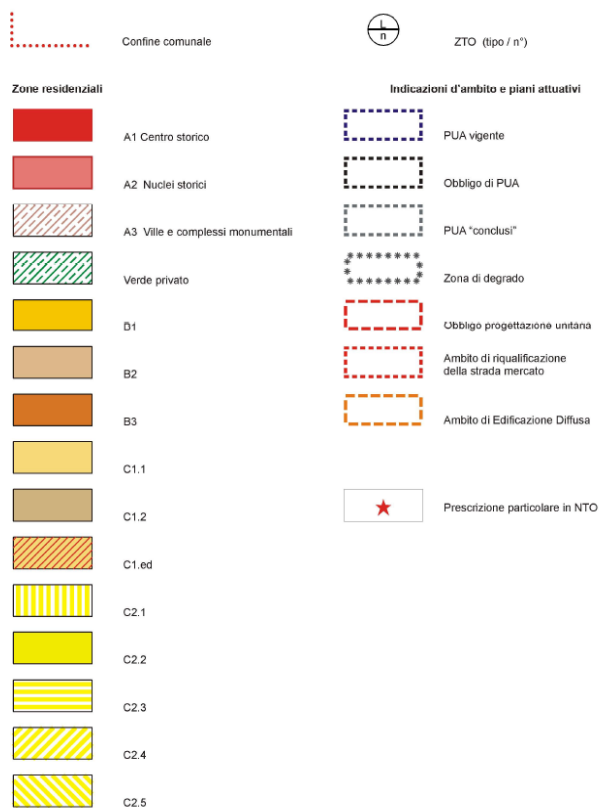 Confine comunale
L
n
ZTO (tipo / n°)
Zone residenziali
A1 Centro storico
A2 Nuclei storici
A3 Ville e complessi monumentali
Verde privato
B1
B2
B3
C1.1
C1.2
C1.ed
C2.1
C2.2
C2.3
C2.4
C2.5
Indicazioni d'ambito e piani attuativi
PUA vigente
Obbligo di PUA
PUA “conclusi”
Zona di degrado
Obbligo progettazione unitaria
Ambito di riqualificazione
della strada mercato
Ambito di Edificazione Diffusa
Prescrizione particolare in NTO